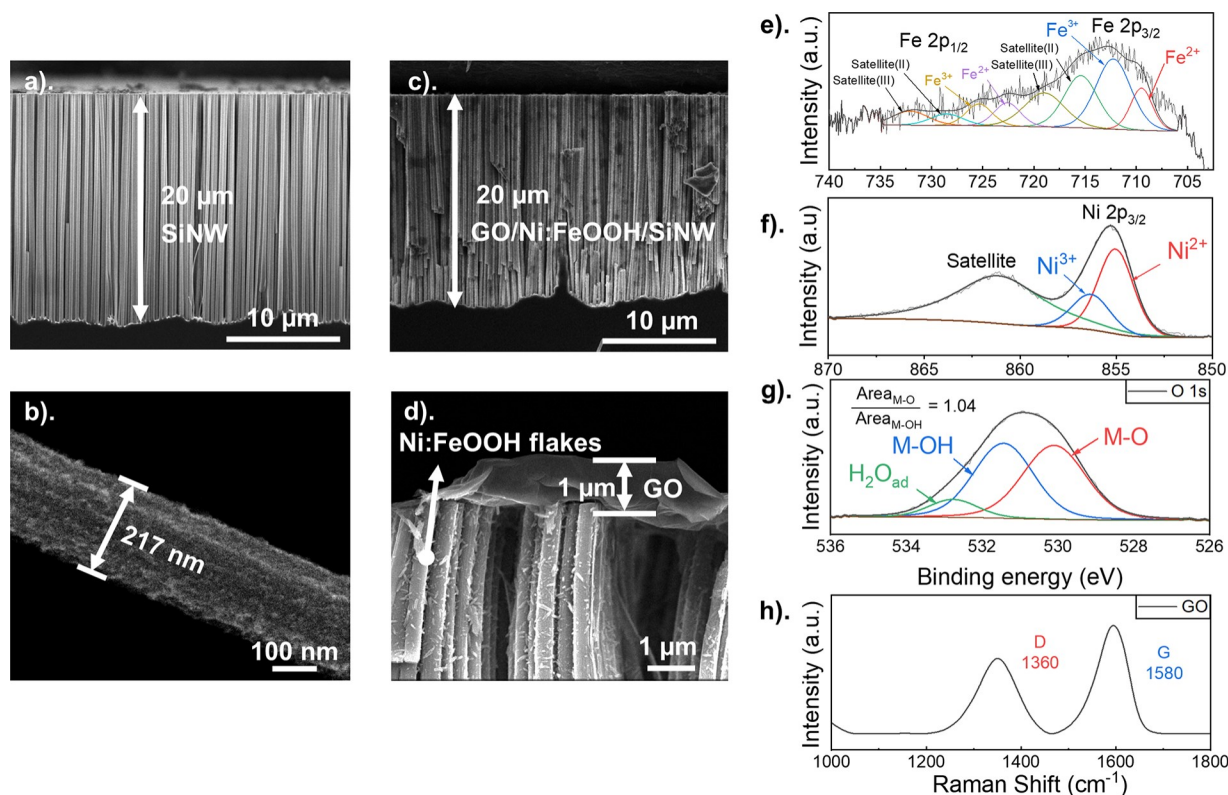 a).
20 µm
SiNW
10 µm
b).
217 nm
100 nm
c).
20 µm
GO/Ni:FeOOH/SiNW
10 µm
d).
Ni:FeOOH flakes
1 µm
GO
1 µm
e).
Intensity (a.u.)
Fe 2p1/2
Satellite(II)
Satellite(III)
Fe3+
Fe2+
Satellite(II)
Satellite(III)
Fe3+
Fe 2p3/2
Fe2+
740 735 730 725 720 715 710 705
f).
Intensity (a.u)
Satellite
Ni 2p3/2
Ni3+
Ni2+
870 865 860 855 850
g).
Intensity (a.u.)
AreaM-O
AreaM-OH
= 1.04
O 1s
M-OH
M-O
H2Oad
536 534 532 530 528 526
Binding energy (eV)
h).
Intensity (a.u.)
GO
D
1360
G
1580
1000 1200 1400 1600 1800
Raman Shift (cm-1)